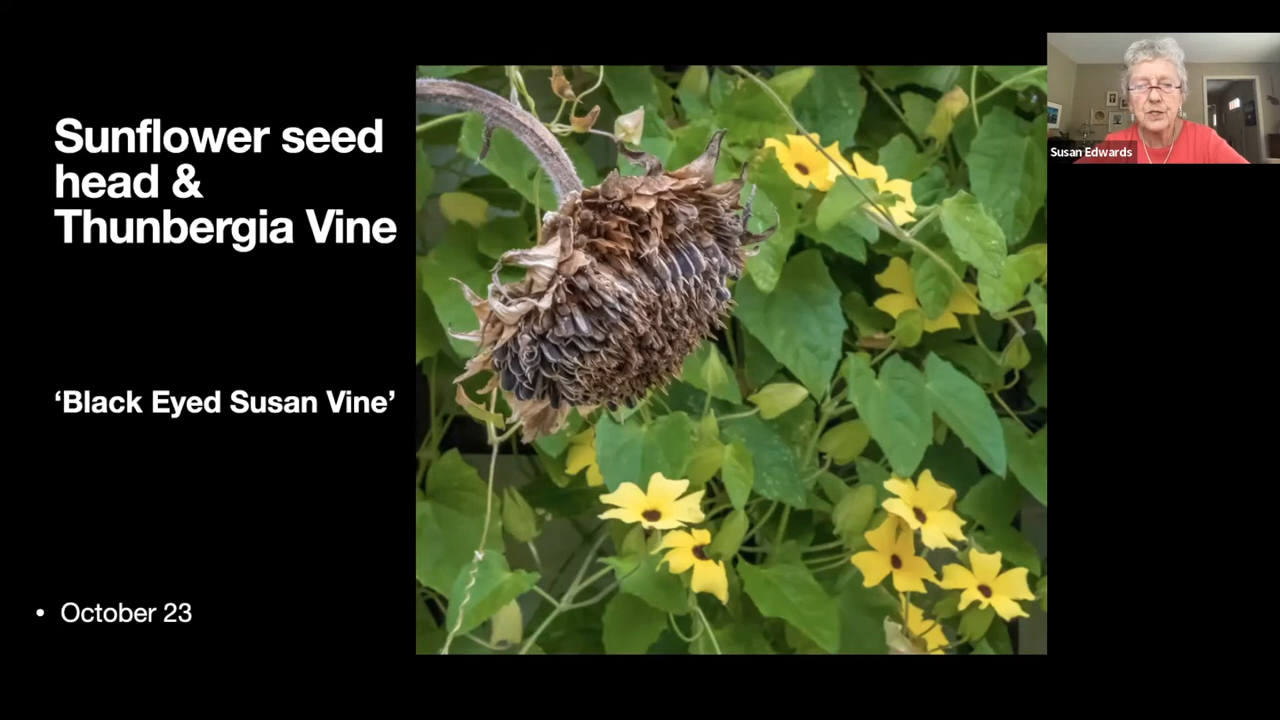 Sunflower seed
head &
Thunbergia Vine
‘Black Eyed Susan Vine’
• October 23
Susan Edwards